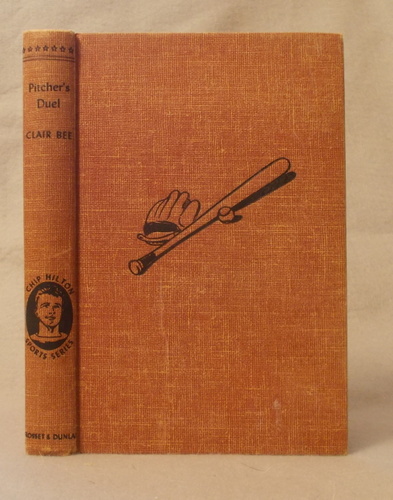 Pitcher's
Duel
CLAIR BEE
CHIP HILTON
SPORTS SERIES
GROSSET & DUNLAP